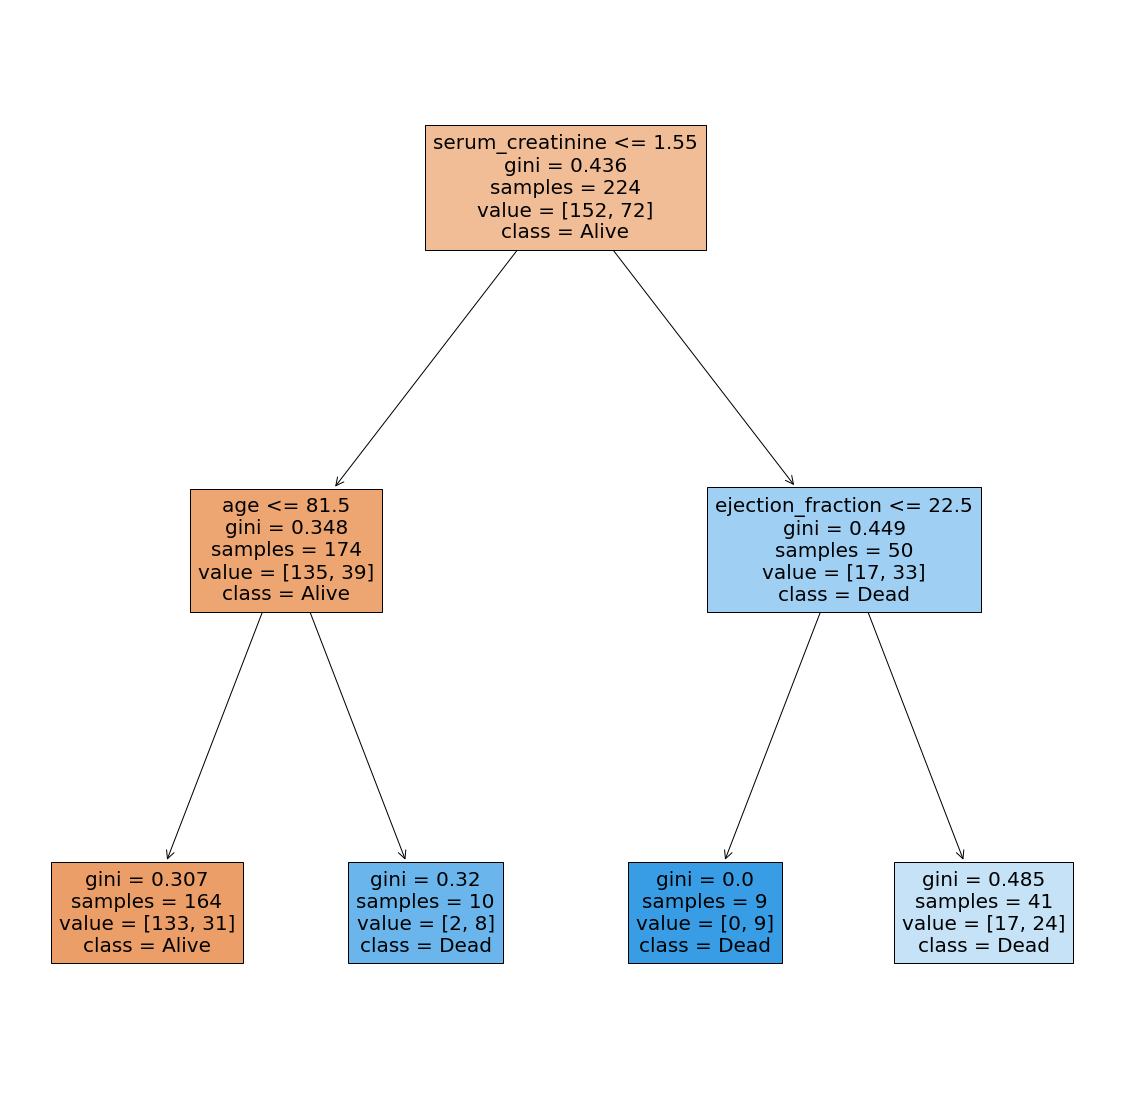 serum_creatinine <= 1.55
gini = 0.436
samples = 224
value = [152, 72]
class = Alive
age <= 81.5
gini = 0.348
samples = 174
value = [135, 39]
class = Alive
ejection_fraction <= 22.5
gini = 0.449
samples = 50
value = [17, 33]
class = Dead
gini = 0.307
samples = 164
value = [133, 31]
class = Alive
gini = 0.32
samples = 10
value = [2, 8]
class = Dead
gini = 0.0
samples = 9
value = [0, 9]
class = Dead
gini = 0.485
samples = 41
value = [17, 24]
class = Dead